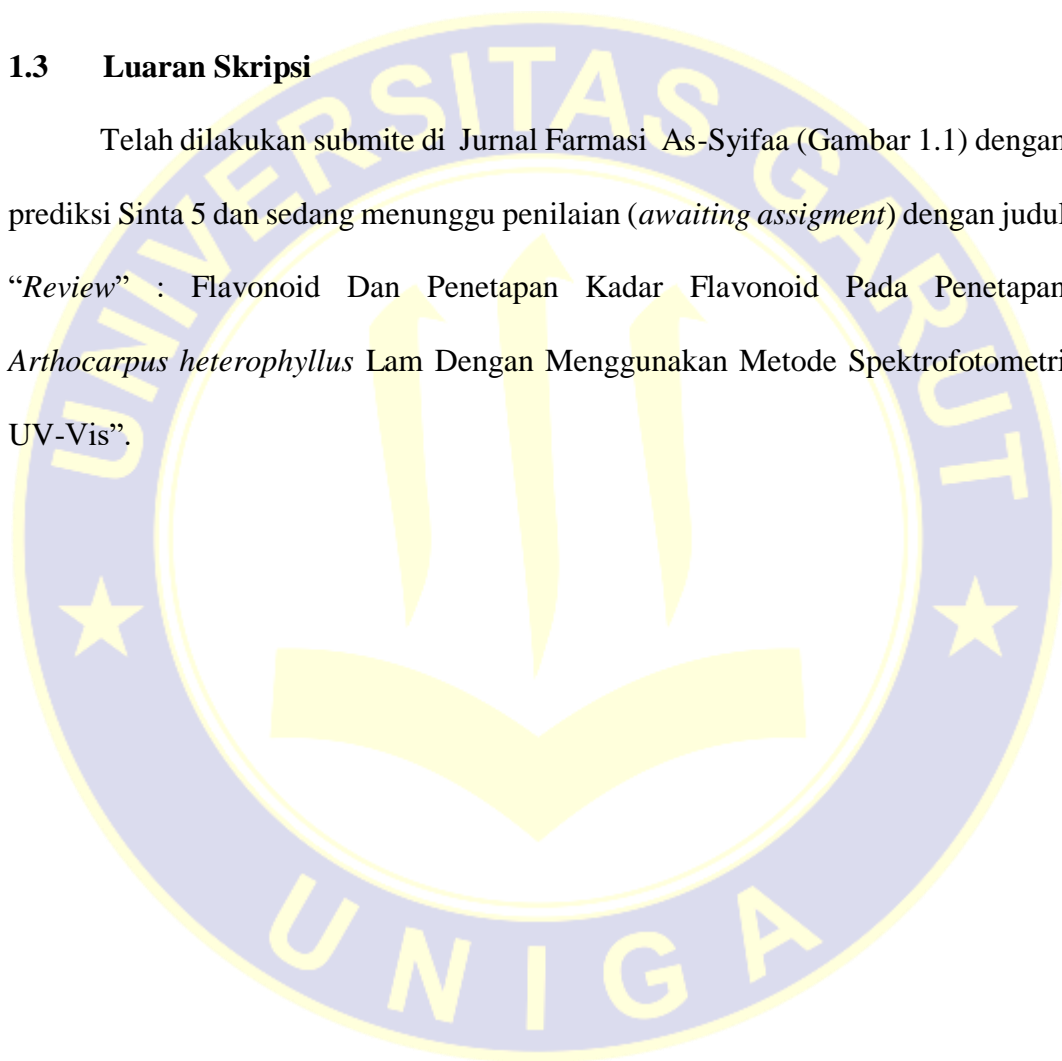 1.3 Luaran Skripsi
Telah dilakukan submite di Jurnal Farmasi As-Syifaa (Gambar 1.1) dengan
prediksi Sinta 5 dan sedang menunggu penilaian (awaiting assigment) dengan judul
“Review” : Flavonoid Dan Penetapan Kadar Flavonoid Pada Penetapan
Arthocarpus heterophyllus Lam Dengan Menggunakan Metode Spektrofotometri
UV-Vis”.
UNIVERSITAS GARUT
UNIGA